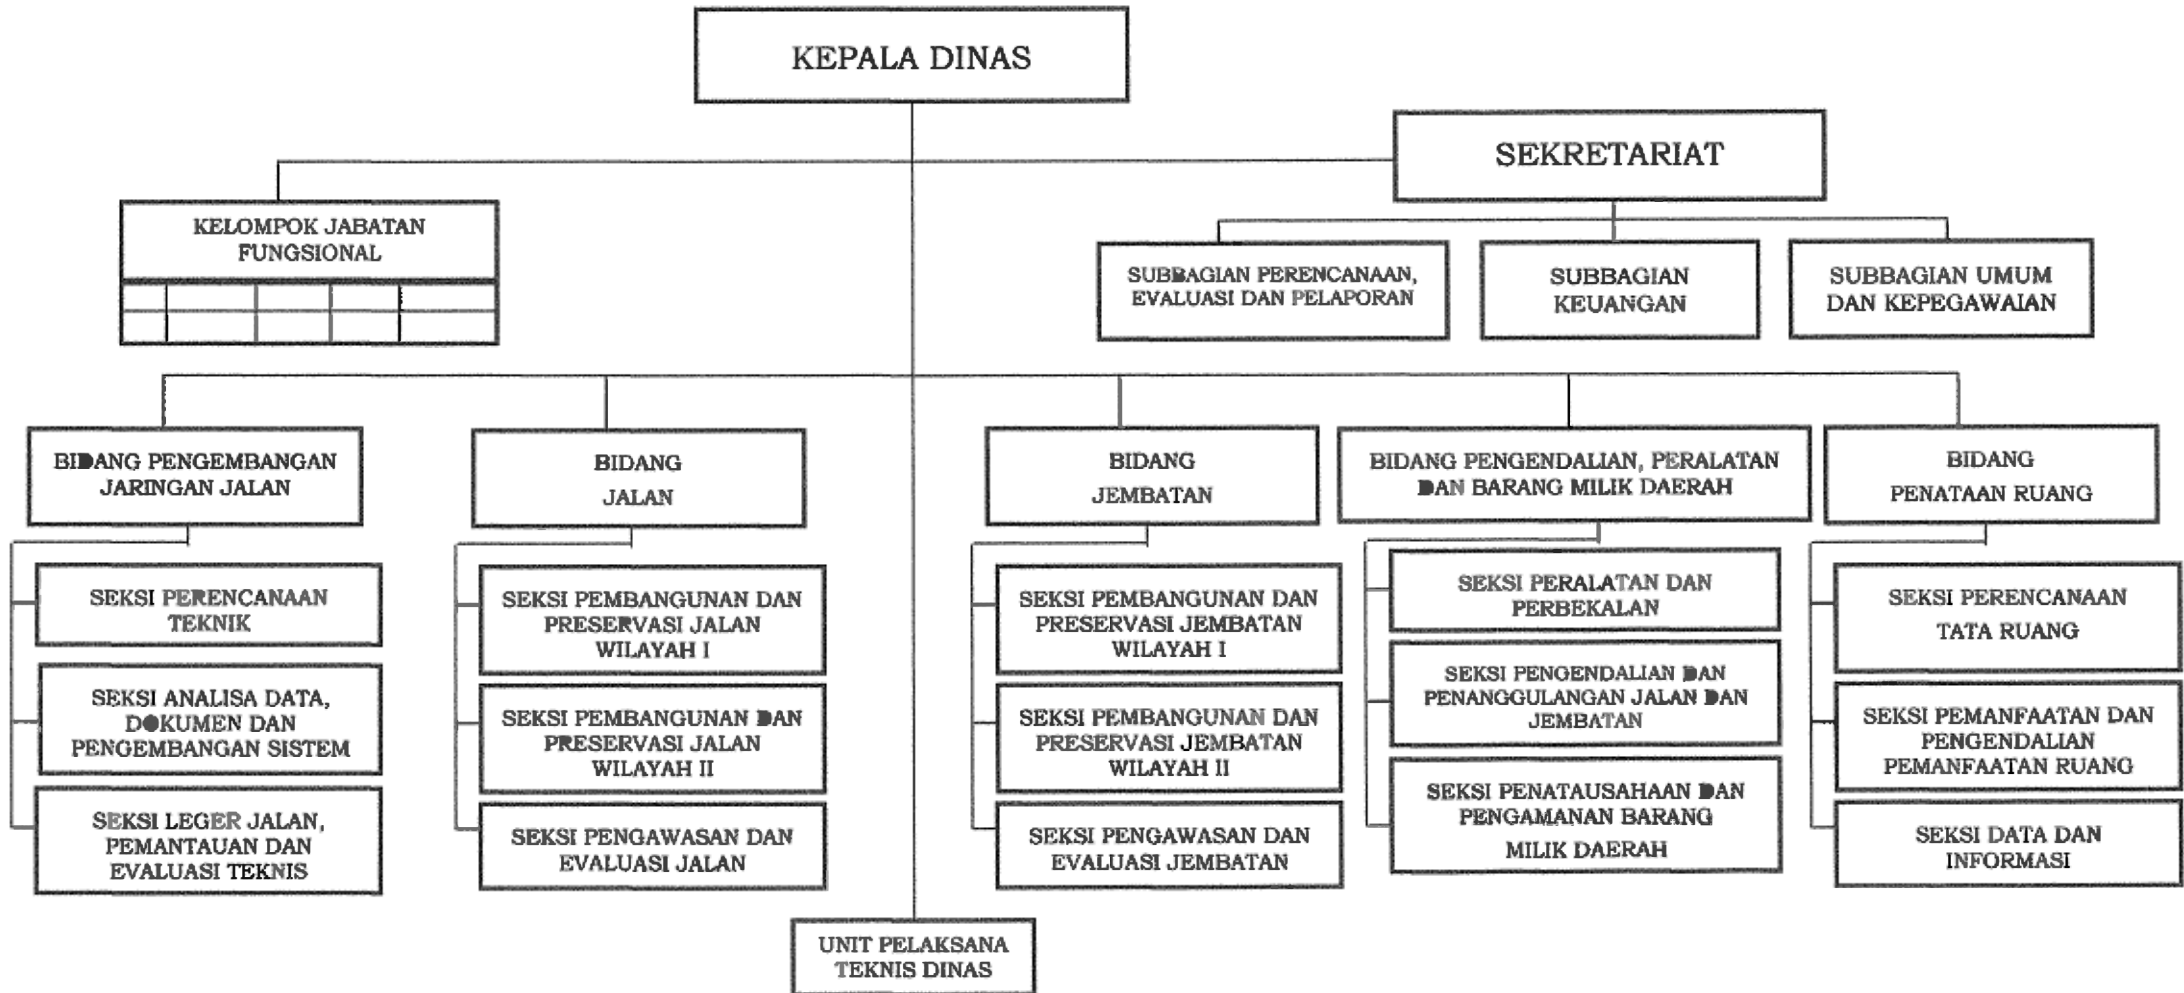 KEPALA DINAS
SEKRETARIAT
KELOMPOK JABATAN
FUNGSIONAL
SUBBAGIAN PERENCANAAN,
EVALUASI DAN PELAPORAN
SUBBAGIAN
KEUANGAN
SUBBAGIAN UMUM
DAN KEPEGAWAIAN
BIDANG PENGEMBANGAN
JARINGAN JALAN
BIDANG
JALAN
BIDANG
JEMBATAN
BIDANG PENGENDALIAN, PERALATAN
DAN BARANG MILIK DAERAH
BIDANG
PENATAAN RUANG
SEKSI PERENCANAAN
TEKNIK
SEKSI ANALISA DATA,
DOKUMEN DAN
PENGEMBANGAN SISTEM
SEKSI LEGER JALAN,
PEMANTAUAN DAN
EVALUASI TEKNIS
SEKSI PEMBANGUNAN DAN
PRESERVASI JALAN
WILAYAH I
SEKSI PEMBANGUNAN DAN
PRESERVASI JALAN
WILAYAH II
SEKSI PENGAWASAN DAN
EVALUASI JALAN
SEKSI PEMBANGUNAN DAN
PRESERVASI JEMBATAN
WILAYAH I
SEKSI PEMBANGUNAN DAN
PRESERVASI JEMBATAN
WILAYAH II
SEKSI PENGAWASAN DAN
EVALUASI JEMBATAN
SEKSI PERALATAN DAN
PERBEKALAN
SEKSI PENGENDALIAN DAN
PENANGGULANGAN JALAN DAN
JEMBATAN
SEKSI PENATAUSAHAAN DAN
PENGAMANAN BARANG
MILIK DAERAH
SEKSI PERENCANAAN
TATA RUANG
SEKSI PEMANFAATAN DAN
PENGENDALIAN
PEMANFAATAN RUANG
SEKSI DATA DAN
INFORMASI
UNIT PELAKSANA
TEKNIS DINAS